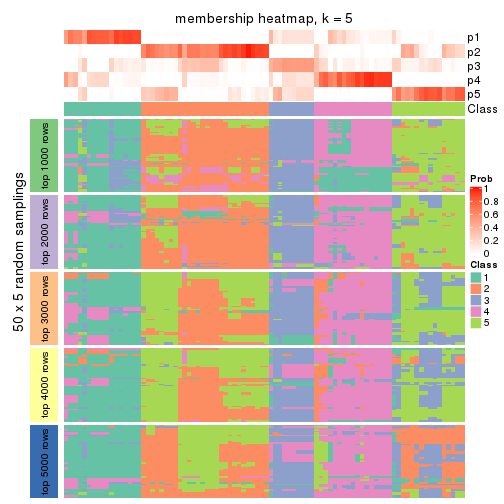 membership heatmap, k = 5
p1
p2
p3
p4
p5
Class
50 x 5 random samplings
top 1000 rows
top 2000 rows
top 3000 rows
top 4000 rows
top 5000 rows
Prob
1
0.8
0.6
0.4
0.2
0
Class
1
2
3
4
5